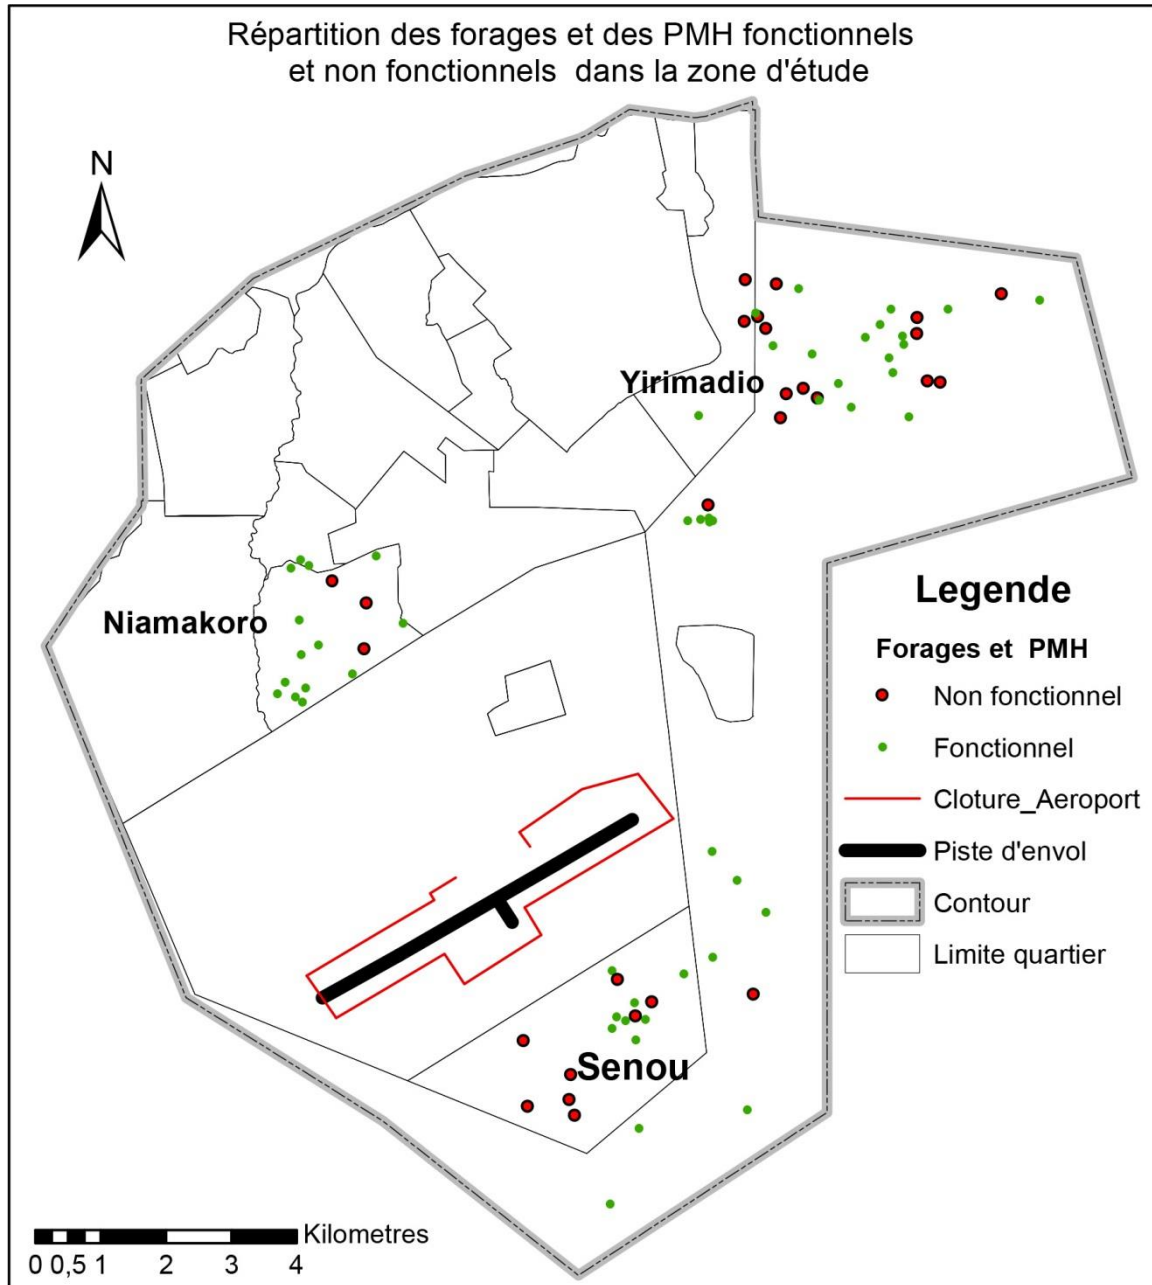 Répartition des forages et des PMH fonctionnels
et non fonctionnels dans la zone d'étude
N
Yirimadio
Niamakoro
Senou
Legende
Forages et PMH
Non fonctionnel
Fonctionnel
Cloture_Aeroport
Piste d'envol
Contour
Limite quartier
Kilometres
0 0,5 1 2 3 4